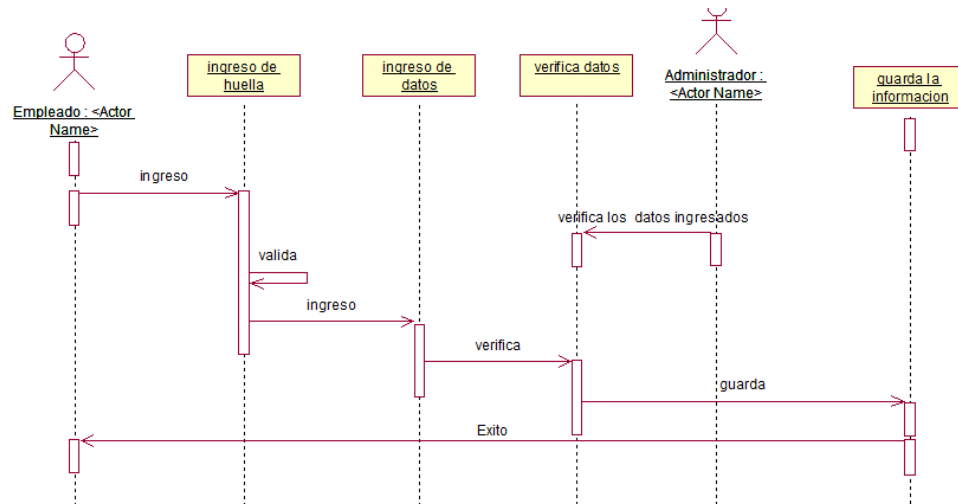 ingreso de
huella
ingreso de
datos
verifica datos
Administrador :
<Actor Name>
guarda la
informacion
Empleado : <Actor
Name>
ingreso
verifica los datos ingresados
valida
ingreso
verifica
guarda
Exito